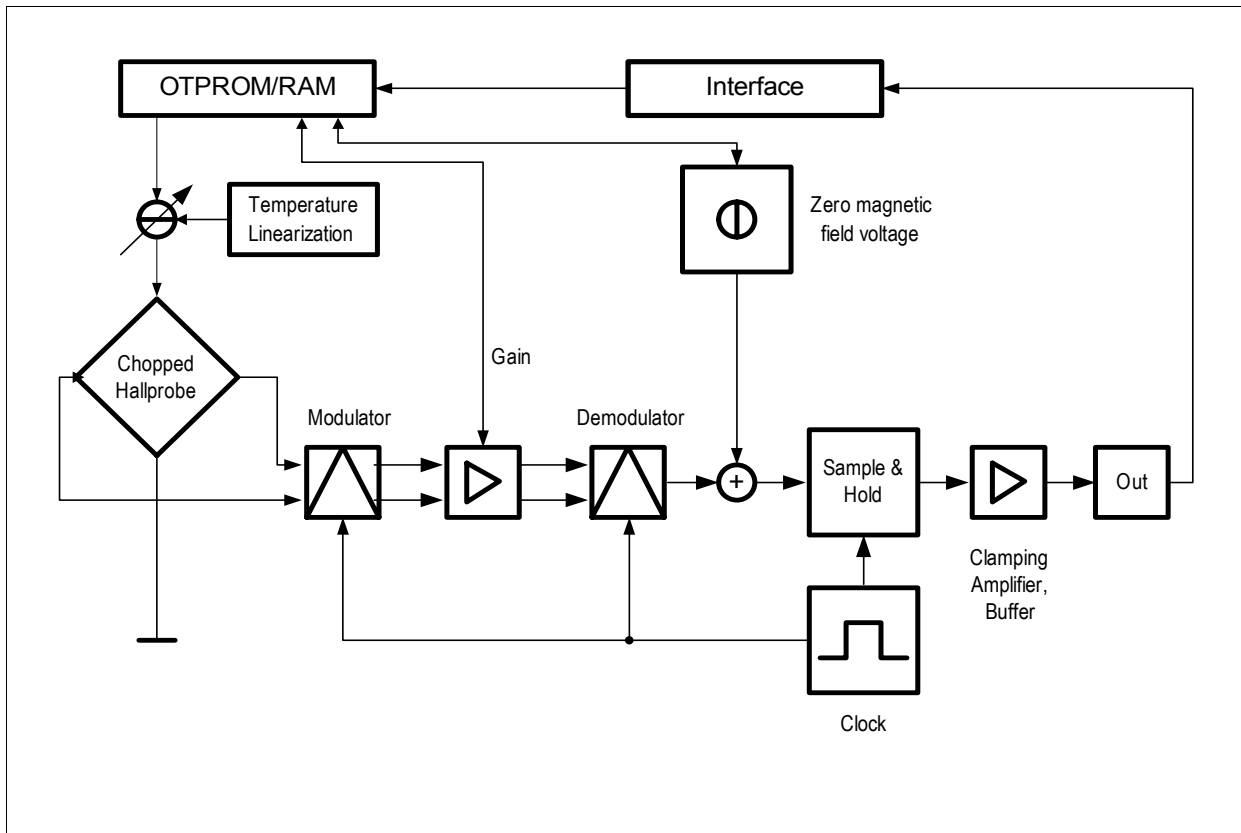 OTPROM/RAM
Interface
Temperature
Linearization
Zero magnetic
field voltage
Chopped
Hallprobe
Gain
Modulator
Demodulator
+
Sample &
Hold
Out
Clamping
Amplifier,
Buffer
Clock